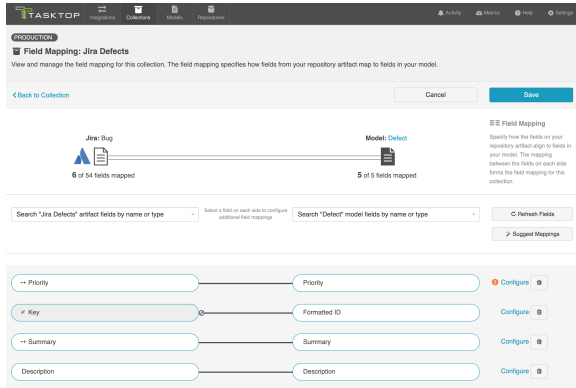 TASKTOP
Integrations
Collections
Models
Repositories
Activity
Metrics
Help
Settings
PRODUCTION
Field Mapping: Jira Defects
View and manage the field mapping for this collection. The field mapping specifies how fields from your repository artifact map to fields in your model.
Back to Collection
Cancel
Save
Jira: Bug
6 of 54 fields mapped
Model: Defect
5 of 5 fields mapped
Field Mapping
Specify how the fields on your
repository artifact align to fields in
your model. The mapping
between the fields on each side
forms the field mapping for this
collection.
Search "Jira Defects" artifact fields by name or type
Select a field on each side to configure
additional field mappings
Search "Defect" model fields by name or type
Refresh Fields
Suggest Mappings
Priority
Priority
Configure
Key
Formatted ID
Configure
Summary
Summary
Configure
Description
Description
Configure